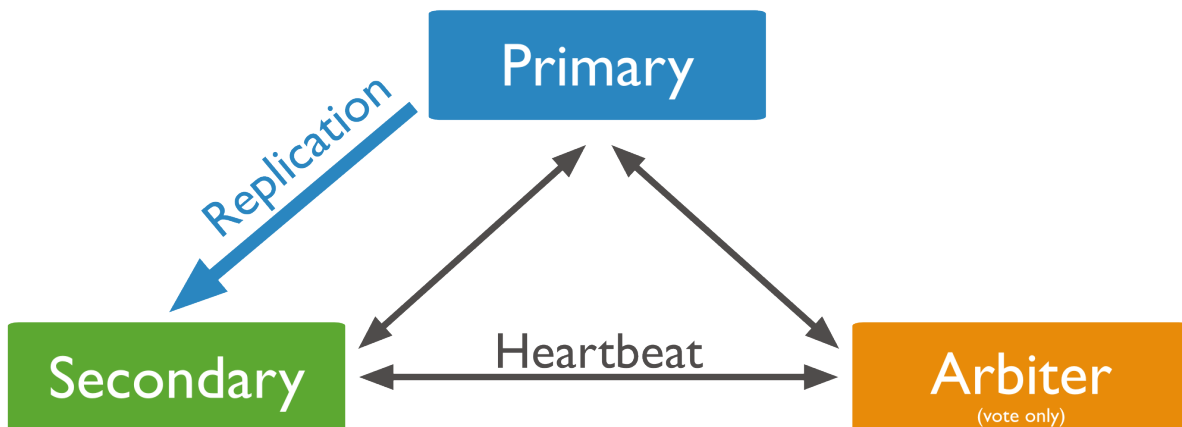 Primary
Replication
Heartbeat
Secondary
Arbiter
(vote only)